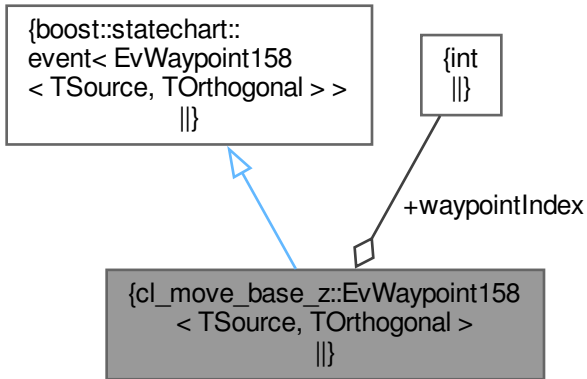 {boost::statechart::
event< EvWaypoint158
< TSource, TOrthogonal > >
||}
{int
||}
+waypointIndex
{cl_move_base_z::EvWaypoint158
< TSource, TOrthogonal >
||}